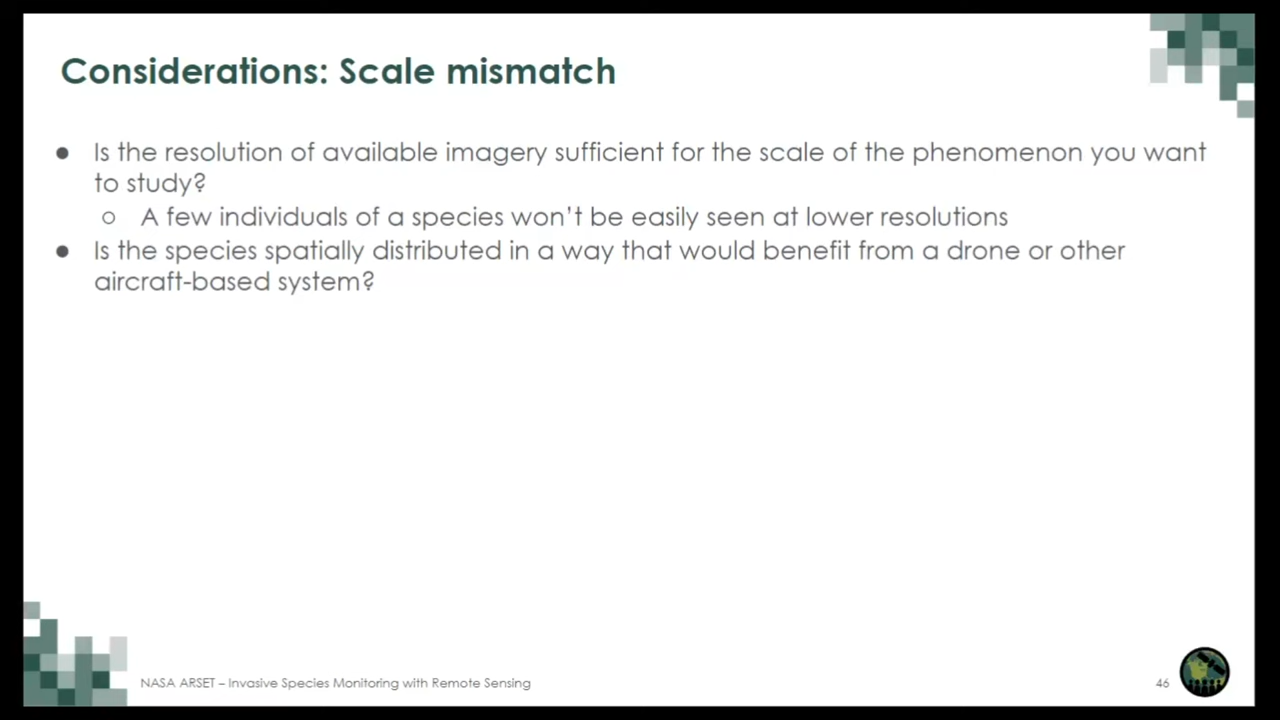 Considerations: Scale mismatch
● Is the resolution of available imagery sufficient for the scale of the phenomenon you want
to study?
○ A few individuals of a species won't be easily seen at lower resolutions
● Is the species spatially distributed in a way that would benefit from a drone or other
aircraft-based system?
NASA ARSET – Invasive Species Monitoring with Remote Sensing
46